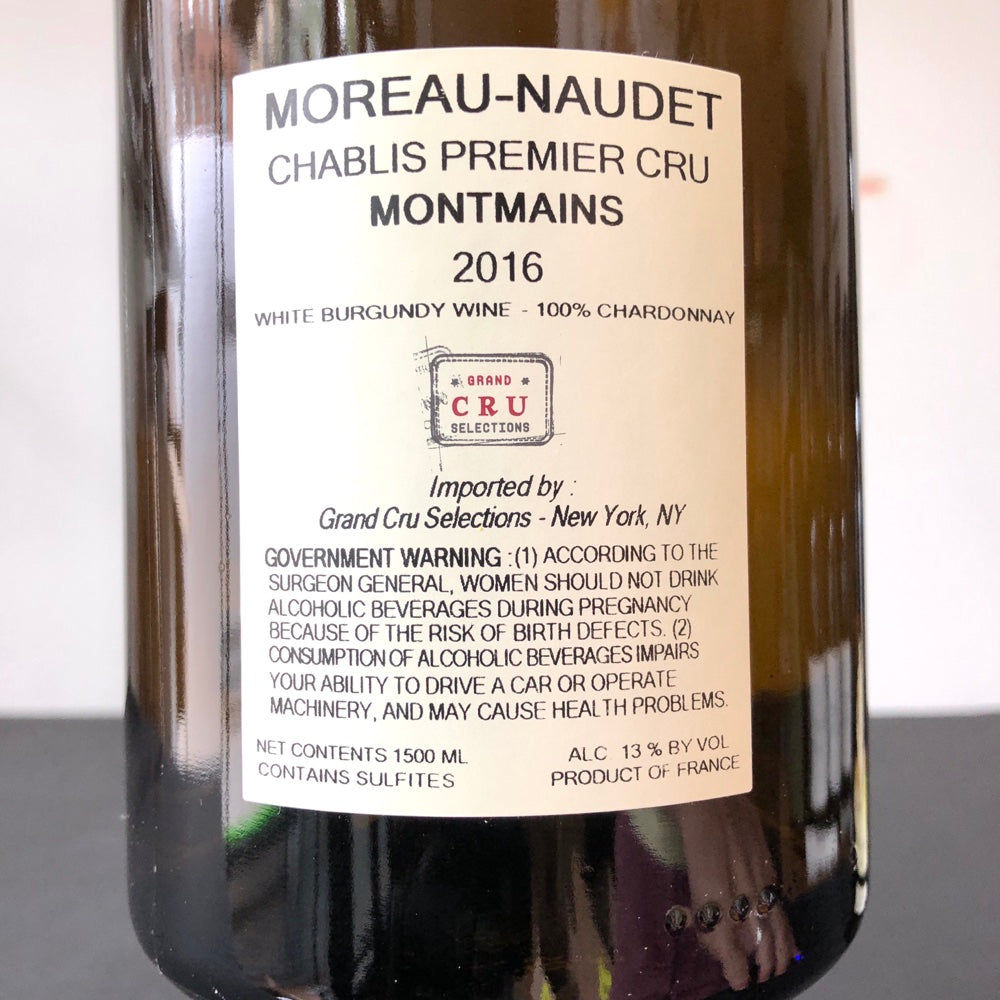 MOREAU-NAUDET
CHABLIS PREMIER CRU
MONTMAINS
2016
WHITE BURGUNDY WINE - 100% CHARDONNAY
GRAND
CRU
SELECTIONS
Imported by :
Grand Cru Selections - New York, NY
GOVERNMENT WARNING :(1) ACCORDING TO THE
SURGEON GENERAL, WOMEN SHOULD NOT DRINK
ALCOHOLIC BEVERAGES DURING PREGNANCY
BECAUSE OF THE RISK OF BIRTH DEFECTS. (2)
CONSUMPTION OF ALCOHOLIC BEVERAGES IMPAIRS
YOUR ABILITY TO DRIVE A CAR OR OPERATE
MACHINERY, AND MAY CAUSE HEALTH PROBLEMS.
NET CONTENTS 1500 ML
ALC 13 % BY VOL
CONTAINS SULFITES
PRODUCT OF FRANCE